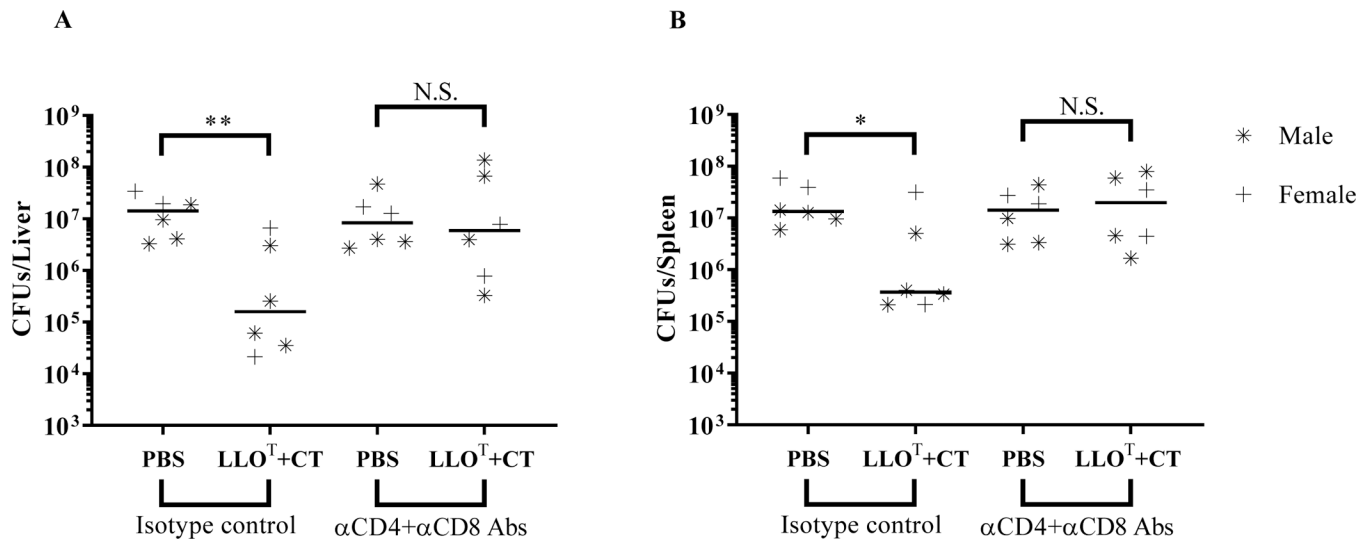 A
CFUs/Liver
10⁹
10⁸
10⁷
10⁶
10⁵
10⁴
10³
**
N.S.
PBS LLOᵀ+CT PBS LLOᵀ+CT
Isotype control αCD4+αCD8 Abs
B
CFUs/Spleen
10⁹
10⁸
10⁷
10⁶
10⁵
10⁴
10³
*
N.S.
PBS LLOᵀ+CT PBS LLOᵀ+CT
Isotype control αCD4+αCD8 Abs
Male
Female